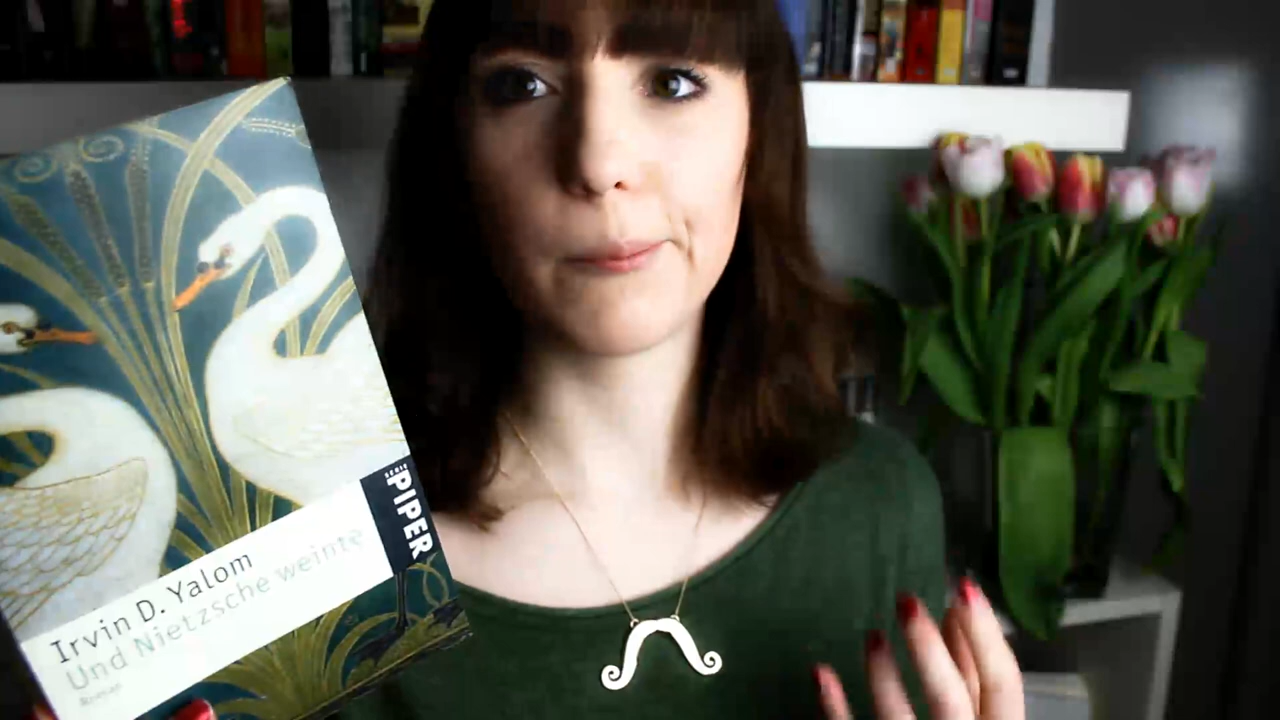 SERIE
PIPER
Irvin D. Yalom
Und Nietzsche weinte
Roman